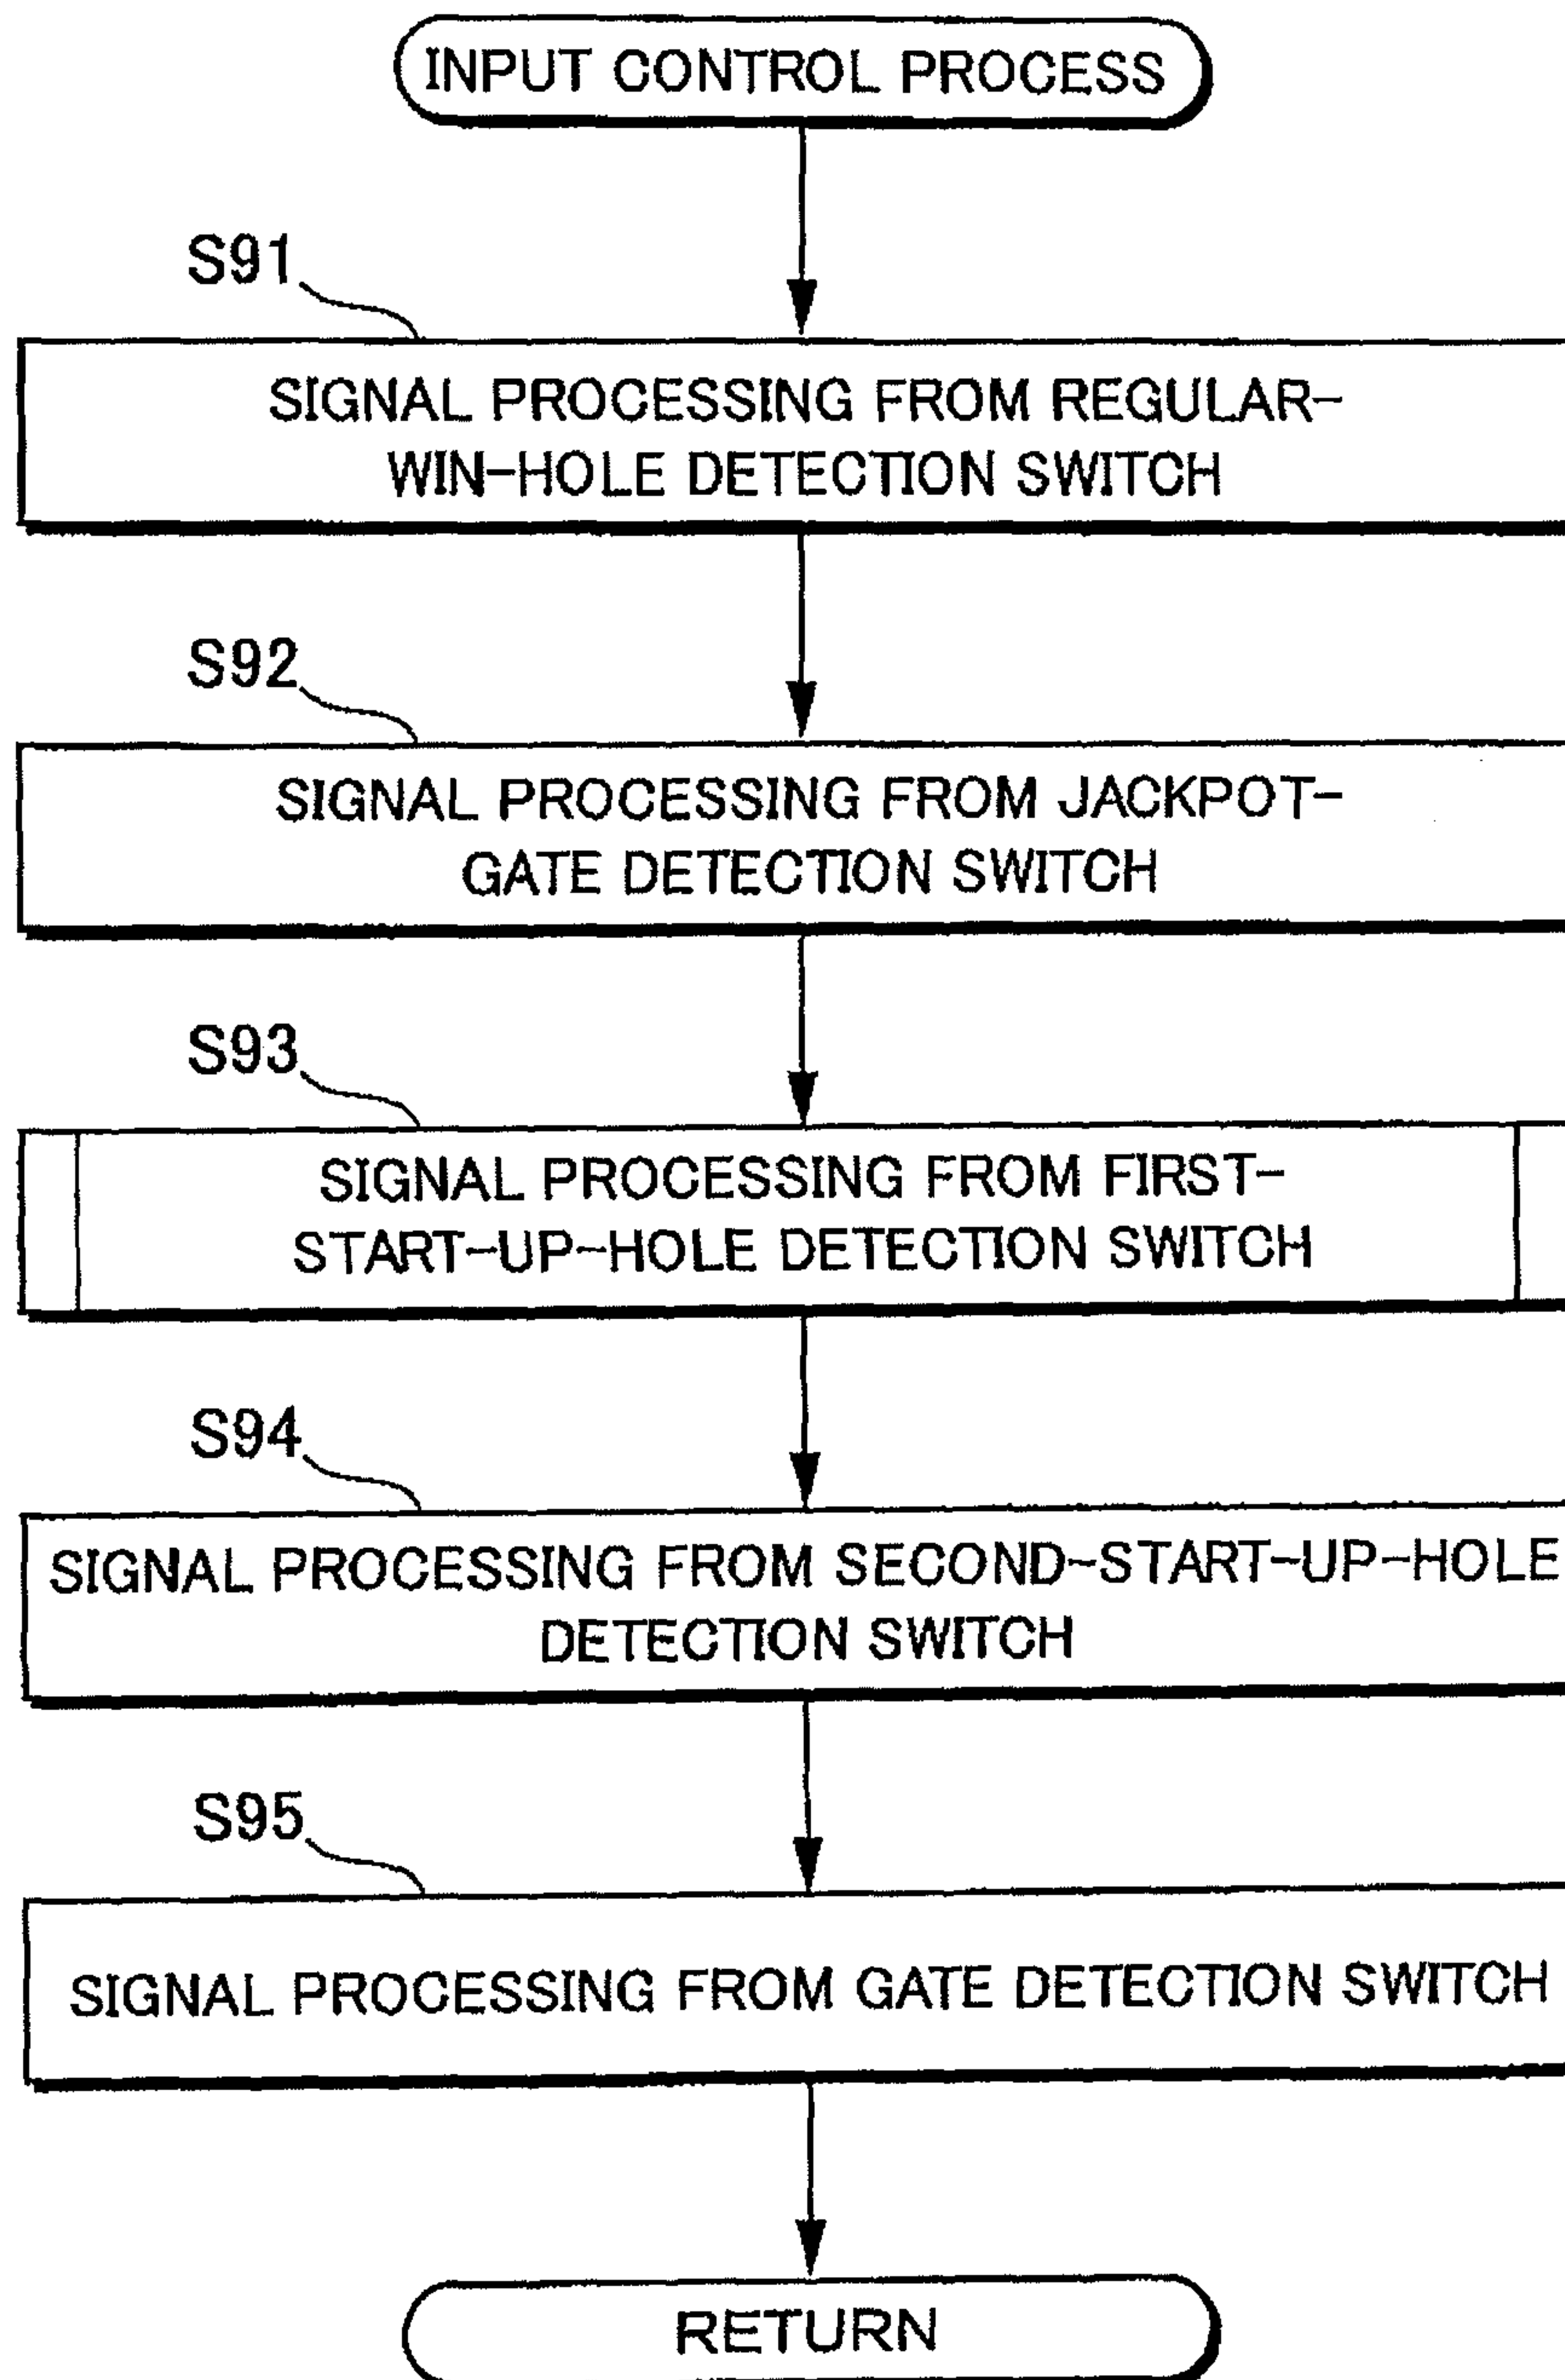 INPUT CONTROL PROCESS
S91
SIGNAL PROCESSING FROM REGULAR-
WIN-HOLE DETECTION SWITCH
S92
SIGNAL PROCESSING FROM JACKPOT-
GATE DETECTION SWITCH
S93
SIGNAL PROCESSING FROM FIRST-
START-UP-HOLE DETECTION SWITCH
S94
SIGNAL PROCESSING FROM SECOND-START-UP-HOLE
DETECTION SWITCH
S95
SIGNAL PROCESSING FROM GATE DETECTION SWITCH
RETURN